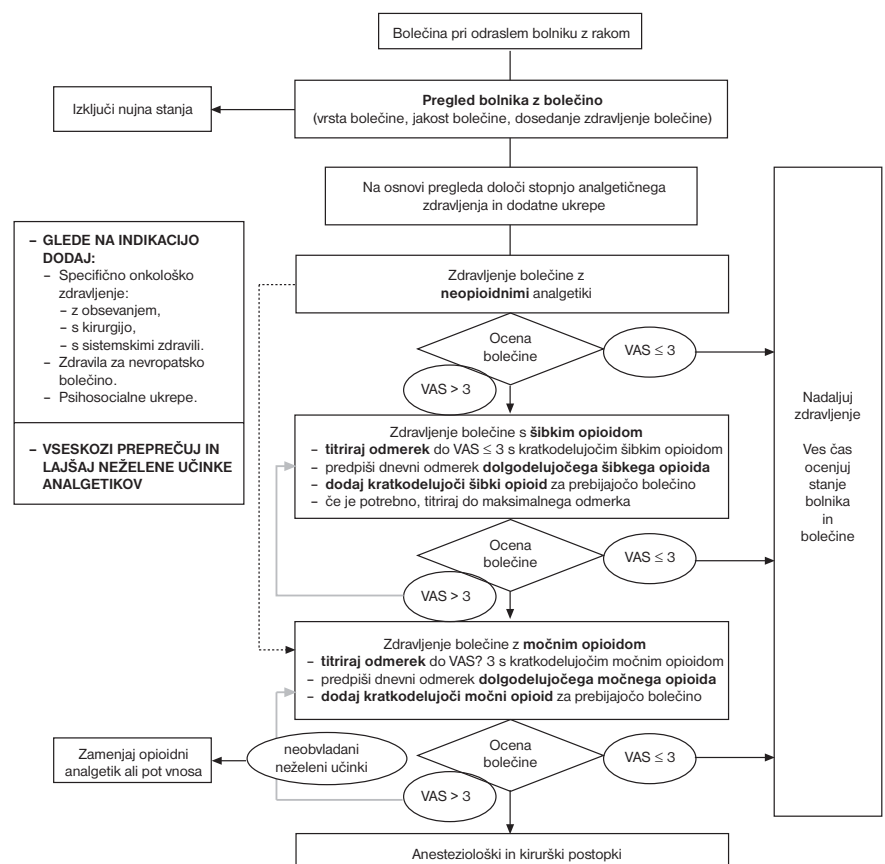 Bolečina pri odraslem bolniku z rakom
Izključi nujna stanja
Pregled bolnika z bolečino
(vrsta bolečine, jakost bolečine, dosedanje zdravljenje bolečine)
Na osnovi pregleda določi stopnjo analgetičnega
zdravljenja in dodatne ukrepe
– GLEDE NA INDIKACIJO
DODAJ:
– Specifično onkološko
zdravljenje:
– z obsevanjem,
– s kirurgijo,
– s sistemskimi zdravili.
– Zdravila za nevropatsko
bolečino.
– Psihosocialne ukrepe.
– VSESKOZI PREPREČUJ IN
LAJŠAJ NEŽELENE UČINKE
ANALGETIKOV
Zdravljenje bolečine z
neopioidnimi analgetiki
Ocena
bolečine
VAS ≤ 3
VAS > 3
Zdravljenje bolečine s šibkim opioidom
– titriraj odmerek do VAS ≤ 3 s kratkodelujočim šibkim opioidom
– predpiši dnevni odmerek dolgodelujočega šibkega opioida
– dodaj kratkodelujoči šibki opioid za prebijajočo bolečino
– če je potrebno, titriraj do maksimalnega odmerka
Ocena
bolečine
VAS ≤ 3
VAS > 3
Zdravljenje bolečine z močnim opioidom
– titriraj odmerek do VAS? 3 s kratkodelujočim močnim opioidom
– predpiši dnevni odmerek dolgodelujočega močnega opioida
– dodaj kratkodelujoči močni opioid za prebijajočo bolečino
Zamenjaj opioidni
analgetik ali pot vnosa
neobvladani
neželeni učinki
Ocena
bolečine
VAS ≤ 3
VAS > 3
Anesteziološki in kirurški postopki
Nadaljuj
zdravljenje
Ves čas
ocenjuj
stanje
bolnika
in
bolečine